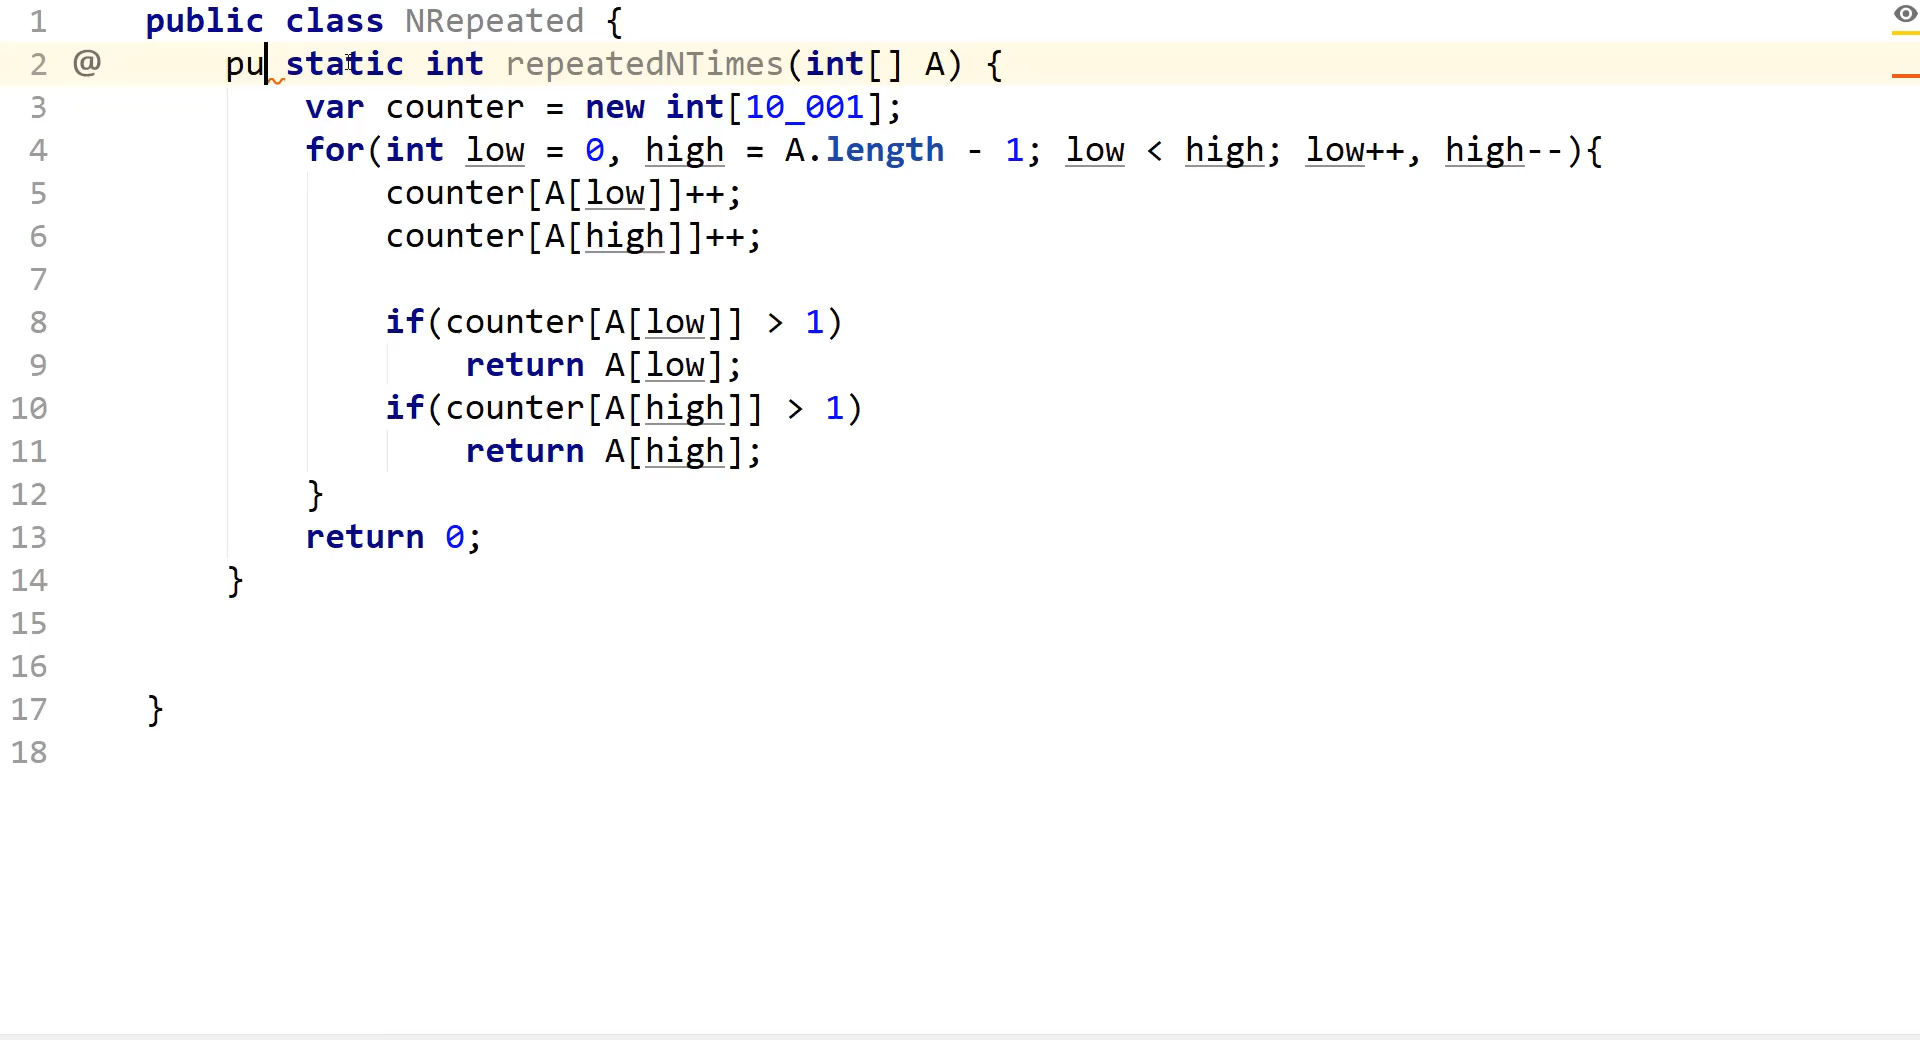 1 public class NRepeated {
2 @ pu static int repeatedNTimes(int[] A) {
3 var counter = new int[10_001];
4 for(int low = 0, high = A.length - 1; low < high; low++, high--){
5 counter[A[low]]++;
6 counter[A[high]]++;
7
8 if(counter[A[low]] > 1)
9 return A[low];
10 if(counter[A[high]] > 1)
11 return A[high];
12 }
13 return 0;
14 }
15
16
17 }
18